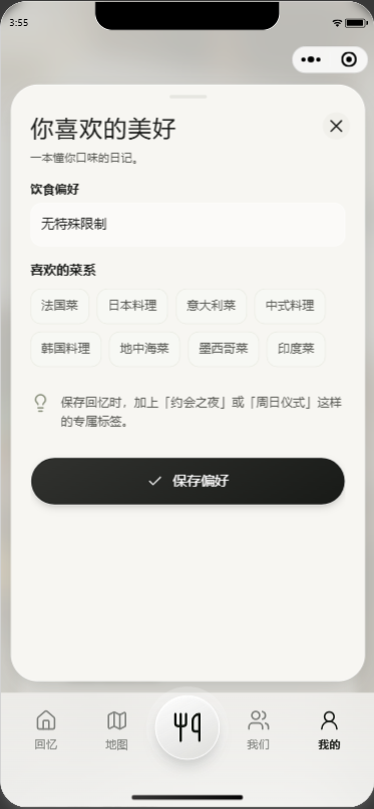 3:55
你喜欢的美好
一本懂你口味的日记。
饮食偏好
无特殊限制
喜欢的菜系
法国菜 日本料理 意大利菜 中式料理
韩国料理 地中海菜 墨西哥菜 印度菜
保存回忆时，加上「约会之夜」或「周日仪式」这样
的专属标签。
保存偏好
回忆 地图 我们 我的